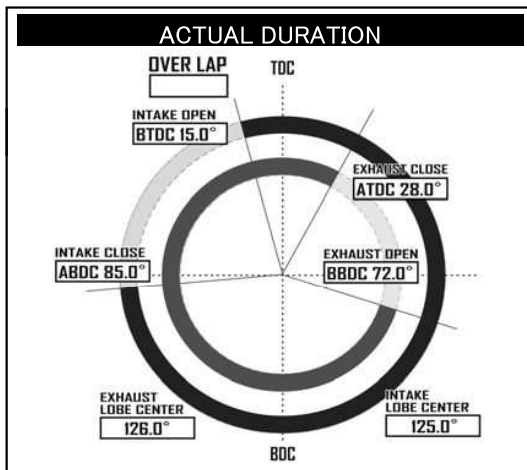 ACTUAL DURATION
OVER LAP
TDC
INTAKE OPEN
BTDC 15.0°
EXHAUST CLOSE
ATDC 28.0°
INTAKE CLOSE
ABDC 85.0°
EXHAUST OPEN
BBDC 72.0°
EXHAUST
LOBE CENTER
126.0°
INTAKE
LOBE CENTER
125.0°
BDC